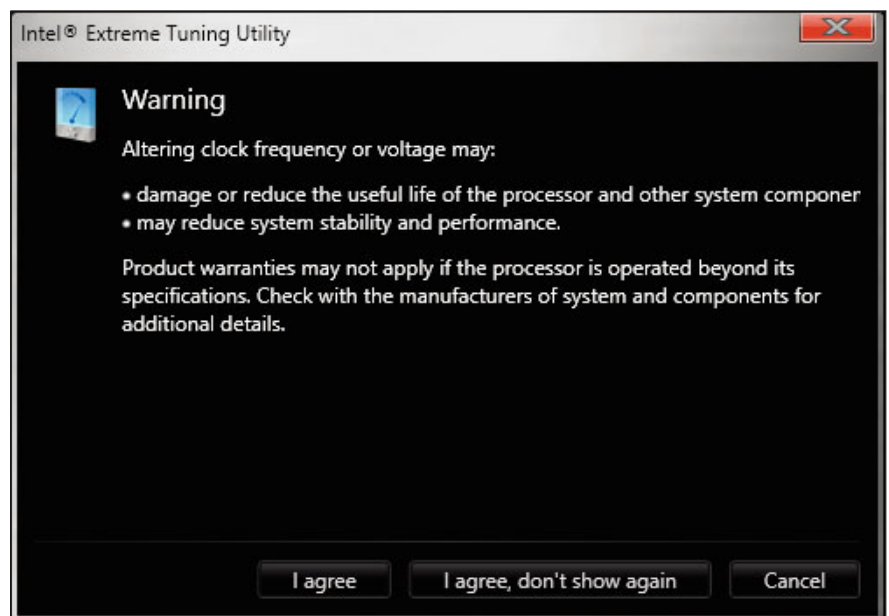 Intel® Extreme Tuning Utility
Warning
Altering clock frequency or voltage may:
• damage or reduce the useful life of the processor and other system componer
• may reduce system stability and performance.
Product warranties may not apply if the processor is operated beyond its
specifications. Check with the manufacturers of system and components for
additional details.
I agree
I agree, don't show again
Cancel